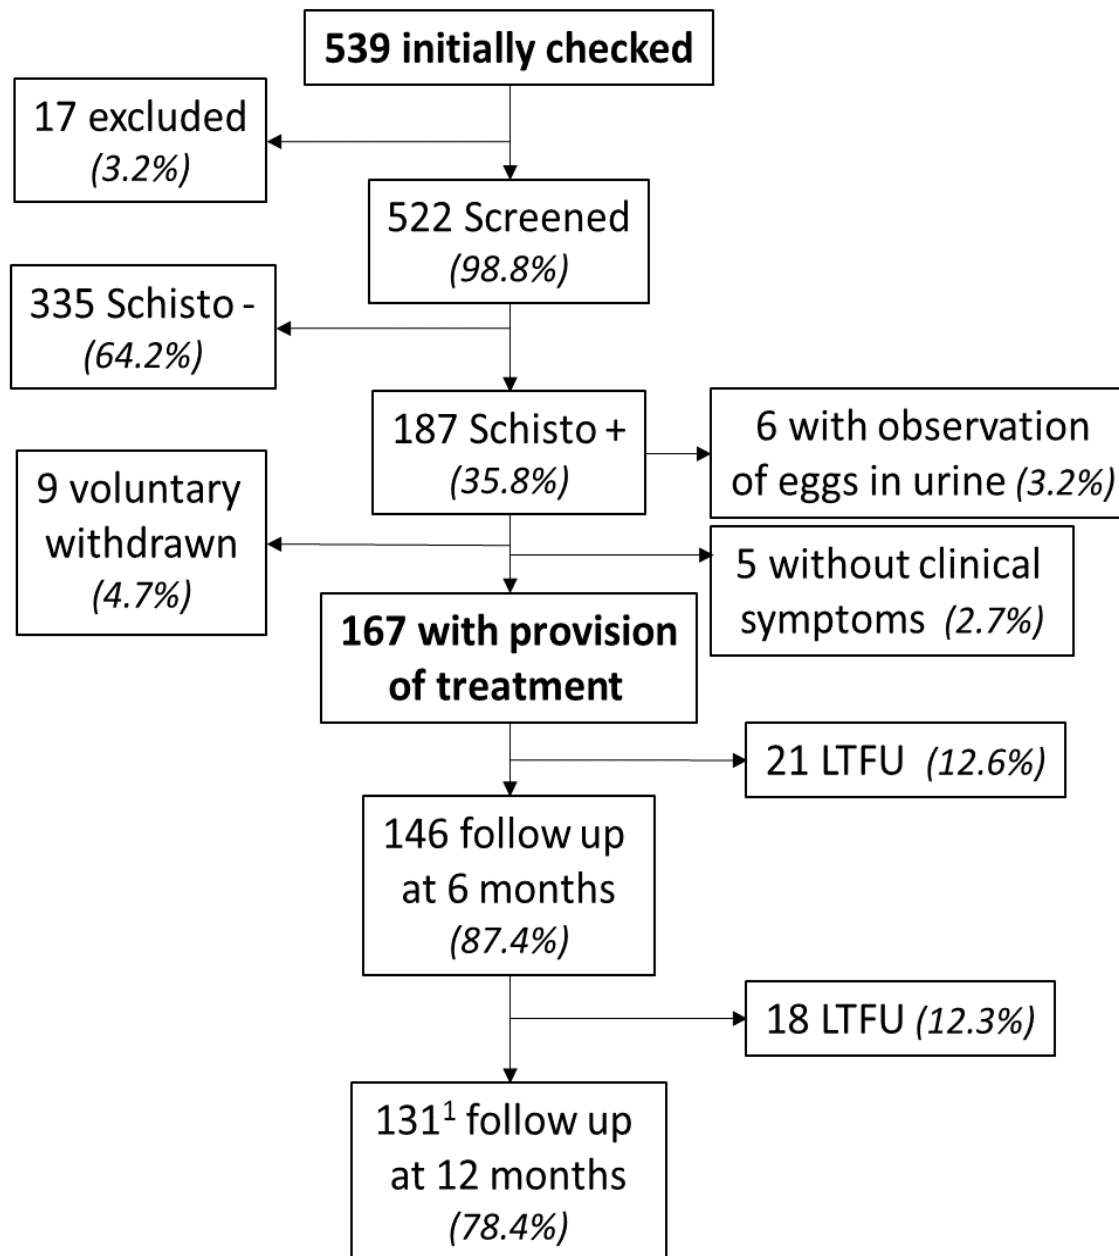 539 initially checked
17 excluded
(3.2%)
522 Screened
(98.8%)
335 Schisto -
(64.2%)
187 Schisto +
(35.8%)
6 with observation
of eggs in urine (3.2%)
9 voluntary
withdrawn
(4.7%)
5 without clinical
symptoms (2.7%)
167 with provision
of treatment
21 LTFU (12.6%)
146 follow up
at 6 months
(87.4%)
18 LTFU (12.3%)
131¹ follow up
at 12 months
(78.4%)